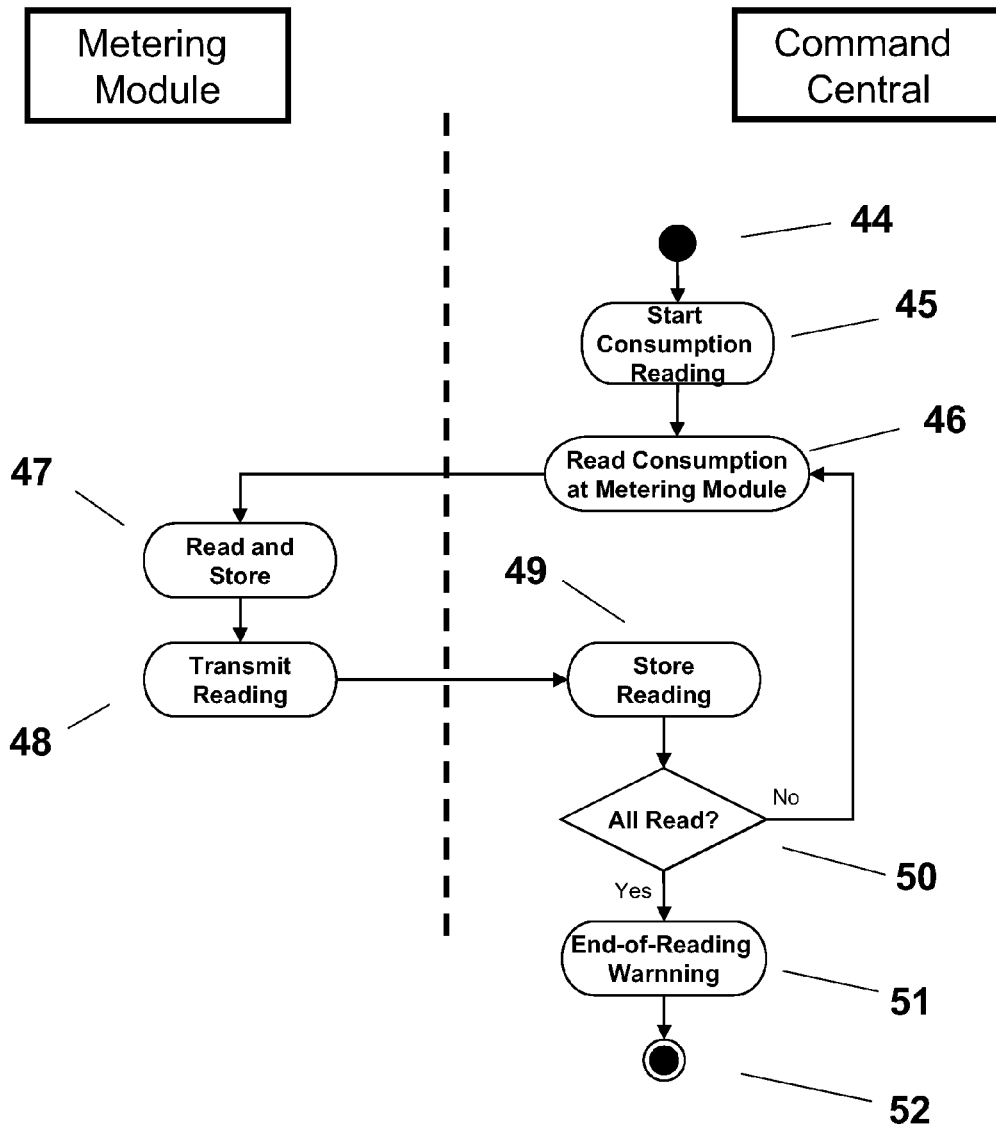 Metering
Module
Command
Central
44
45
Start
Consumption
Reading
46
Read Consumption
at Metering Module
47
Read and
Store
49
Transmit
Reading
Store
Reading
48
All Read?
No
50
Yes
End-of-Reading
Warnning
51
52